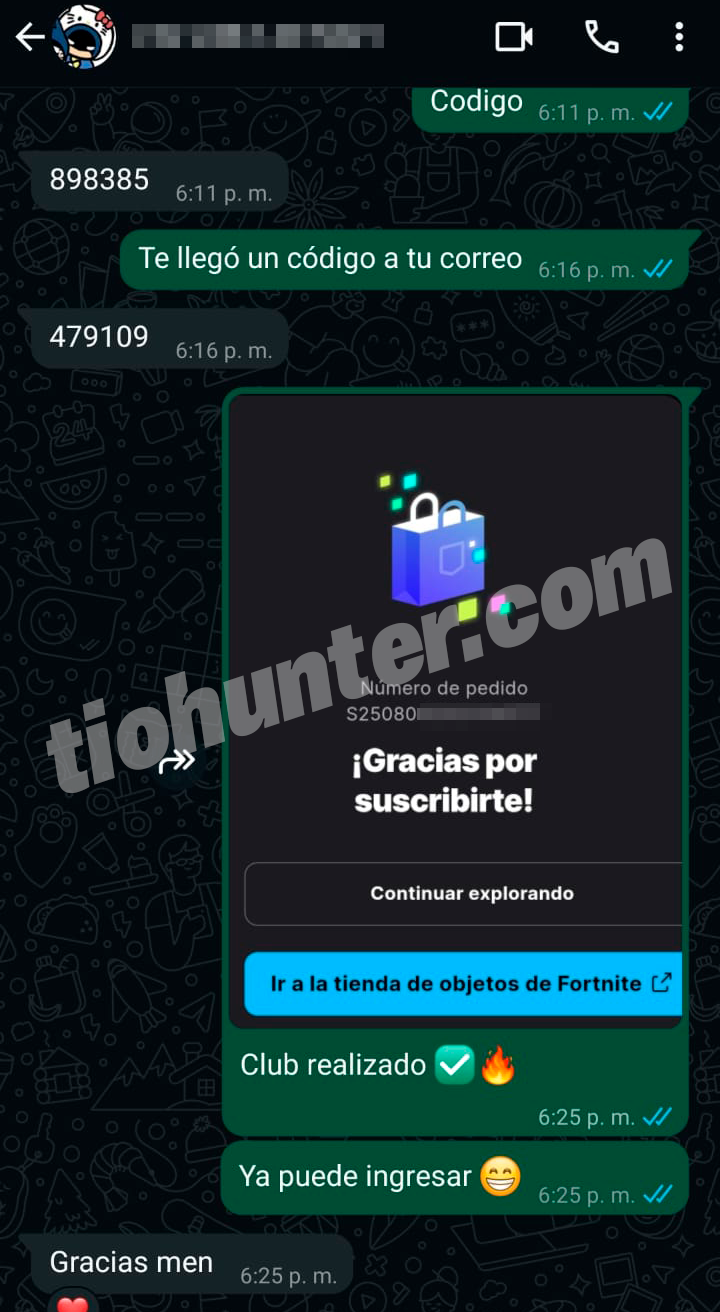 Codigo 6:11 p. m.
898385 6:11 p. m.
Te llegó un código a tu correo 6:16 p. m.
479109 6:16 p. m.
tiohunter.com
Número de pedido
S25080
¡Gracias por
suscribirte!
Continuar explorando
Ir a la tienda de objetos de Fortnite
Club realizado ✅🔥
6:25 p. m.
Ya puede ingresar 😁 6:25 p. m.
Gracias men 6:25 p. m.